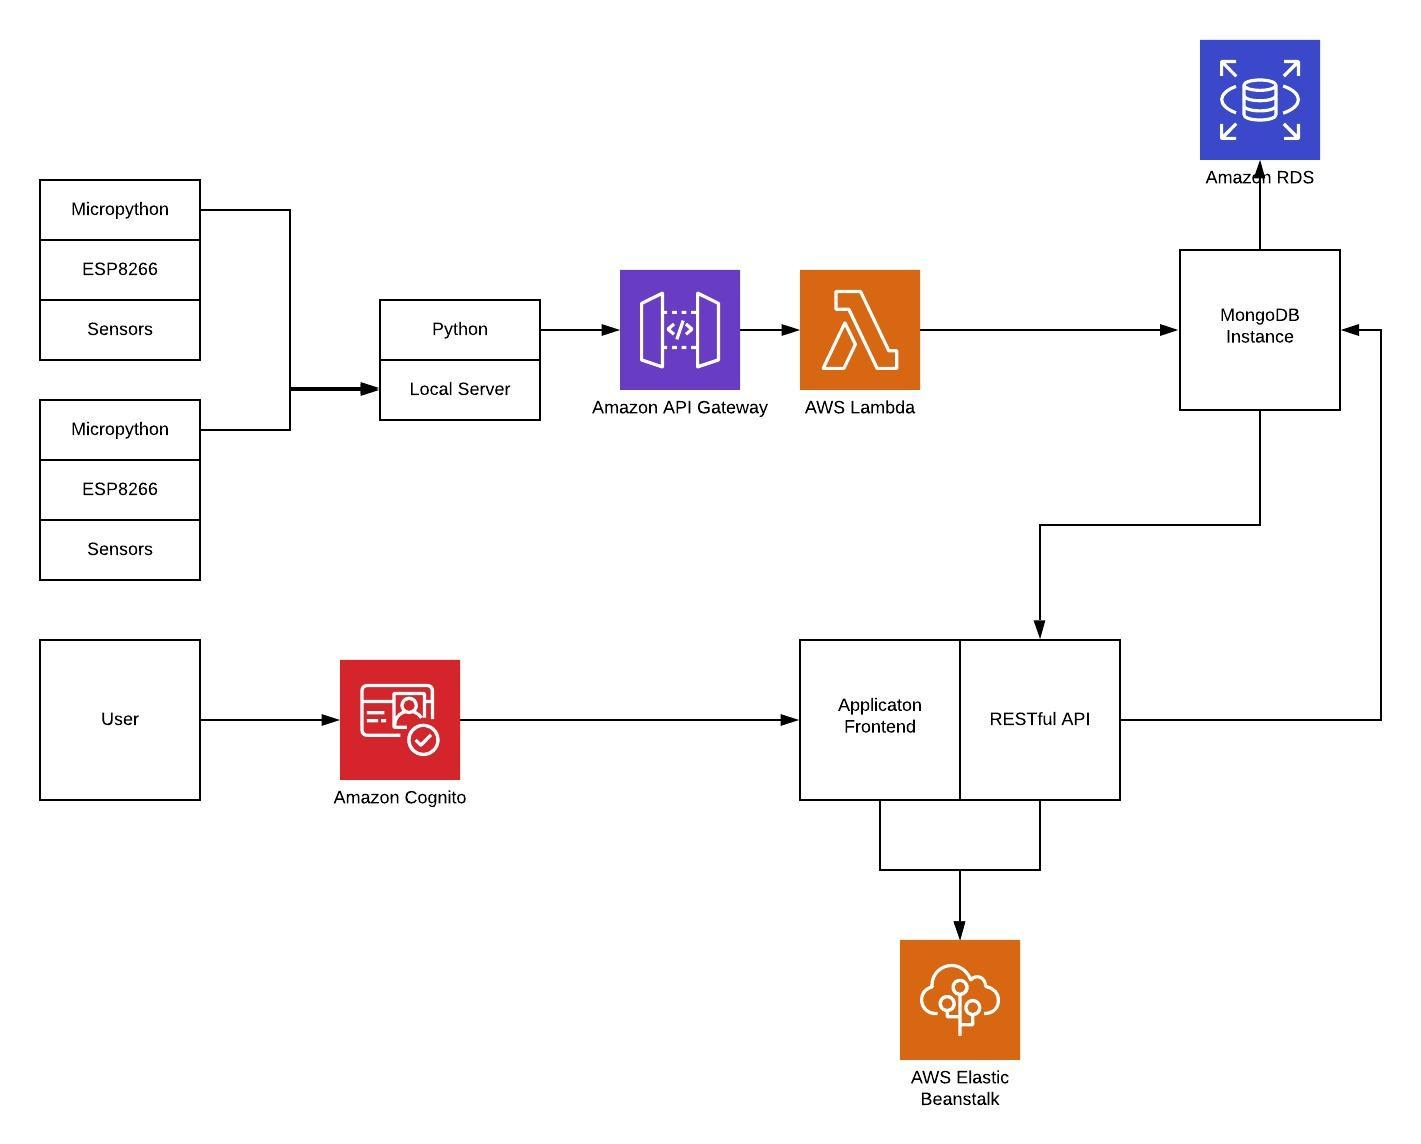 Amazon RDS
Micropython
ESP8266
Sensors
Python
Local Server
Amazon API Gateway
AWS Lambda
MongoDB
Instance
Micropython
ESP8266
Sensors
User
Amazon Cognito
Applicaton
Frontend
RESTful API
AWS Elastic
Beanstalk